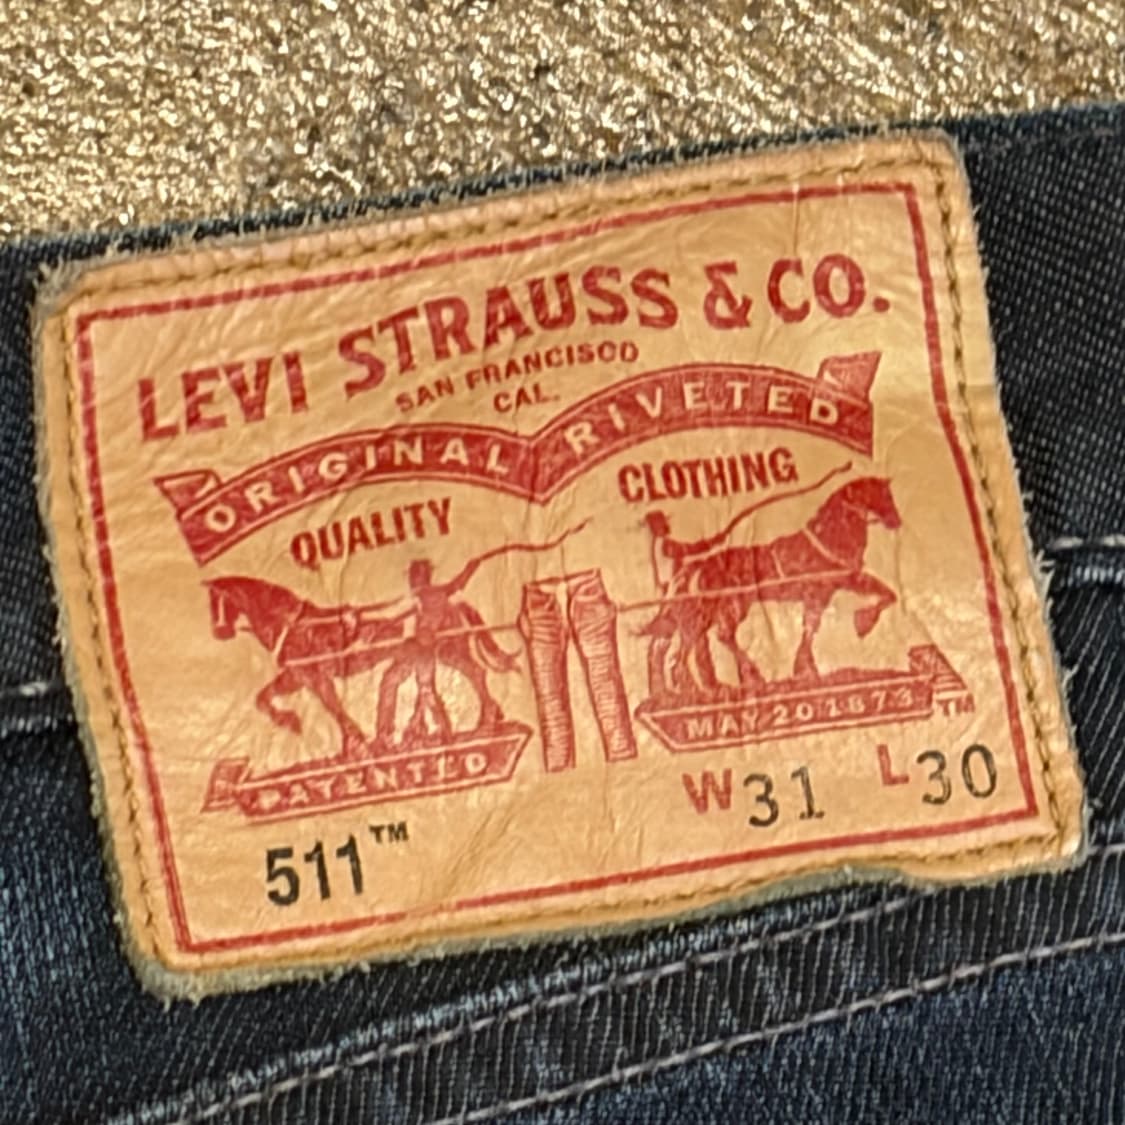 LEVI STRAUSS & CO.
SAN FRANCISCO
CAL.
ORIGINAL RIVETED
QUALITY CLOTHING
PATENTED MAY 20 1873 ™
511™ W31 L30